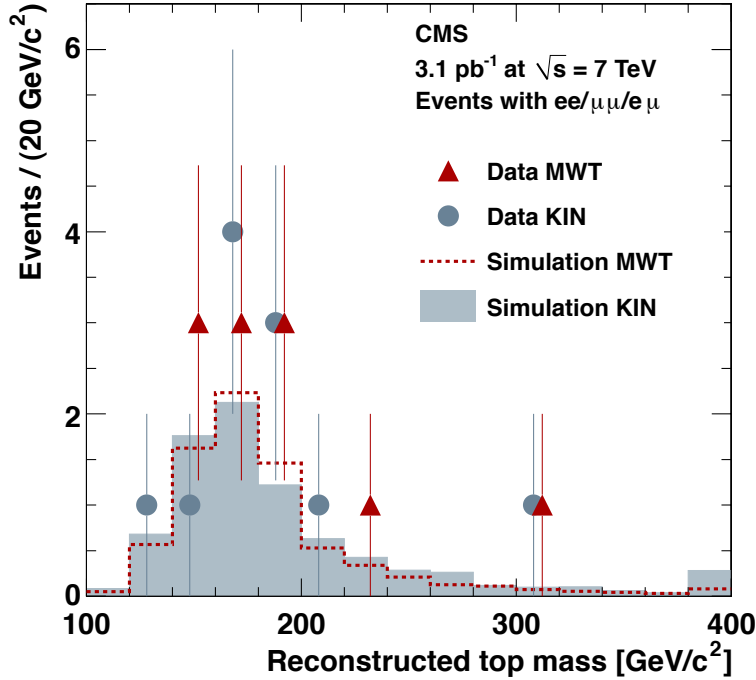 CMS
3.1 pb⁻¹ at √s = 7 TeV
Events with ee/μμ/eμ
Data MWT
Data KIN
Simulation MWT
Simulation KIN
Events / (20 GeV/c²)
6
4
2
0
100 200 300 400
Reconstructed top mass [GeV/c²]